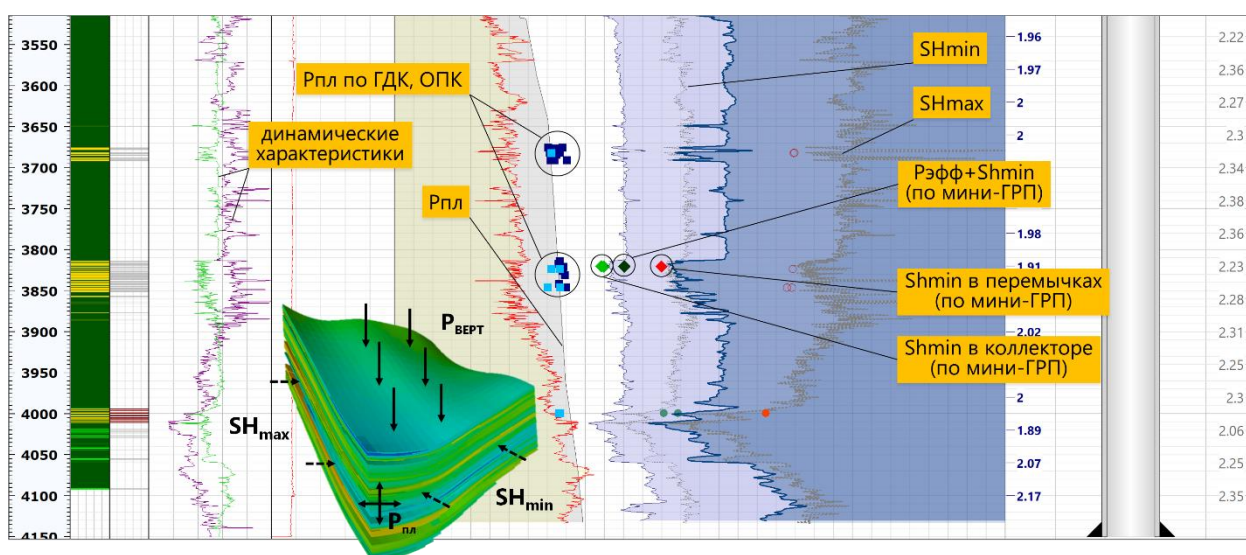 3550
3600
3650
3700
3750
3800
3850
3900
3950
4000
4050
4100
4150
Рпл по ГДК, ОПК
динамические
характеристики
Рпл
PВЕРТ
SHmax
SHmin
Pпл
SHmin
SHmax
Рэфф+Shmin
(по мини-ГРП)
Shmin в перемычках
(по мини-ГРП)
Shmin в коллекторе
(по мини-ГРП)
1.96
1.97
2
2
1.98
1.91
2.02
2
1.89
2.07
2.17
2.22
2.36
2.27
2.3
2.34
2.38
2.36
2.23
2.28
2.31
2.25
2.3
2.06
2.25
2.35